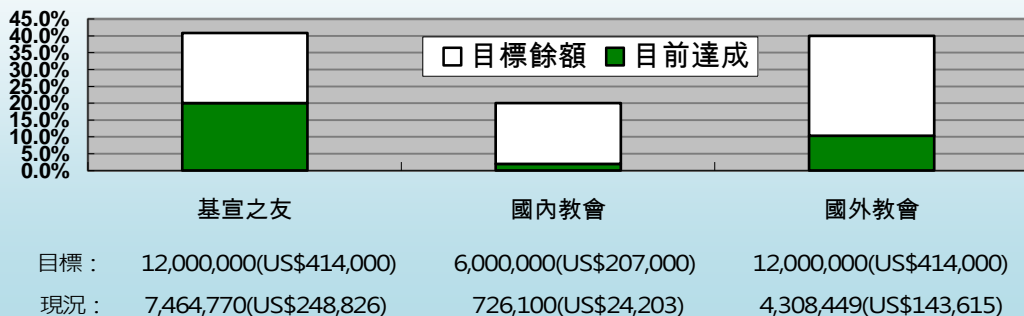 45.0%
40.0%
35.0%
30.0%
25.0%
20.0%
15.0%
10.0%
5.0%
0.0%
目標餘額 目前達成
基宣之友 國內教會 國外教會
目標： 12,000,000(US$414,000) 6,000,000(US$207,000) 12,000,000(US$414,000)
現況： 7,464,770(US$248,826) 726,100(US$24,203) 4,308,449(US$143,615)